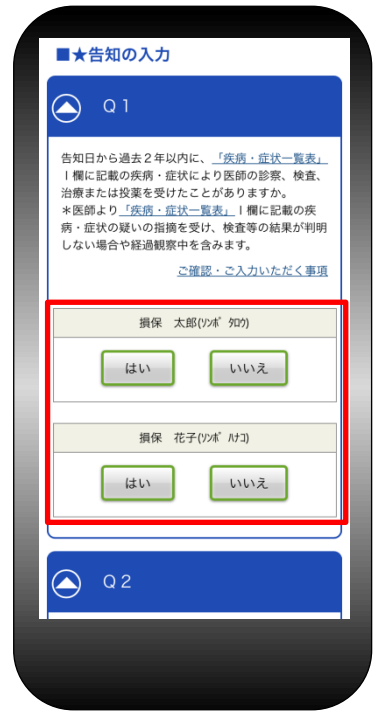 ■★告知の入力
Q１
告知日から過去２年以内に、「疾病・症状一覧表」
Ⅰ欄に記載の疾病・症状により医師の診察、検査、
治療または投薬を受けたことがありますか。
＊医師より「疾病・症状一覧表」Ⅰ欄に記載の疾
病・症状の疑いの指摘を受け、検査等の結果が判明
しない場合や経過観察中を含みます。
ご確認・ご入力いただく事項
損保　太郎(ｿﾝﾎﾟ ﾀﾛｳ)
はい　いいえ
損保　花子(ｿﾝﾎﾟ ﾊﾅｺ)
はい　いいえ
Q２